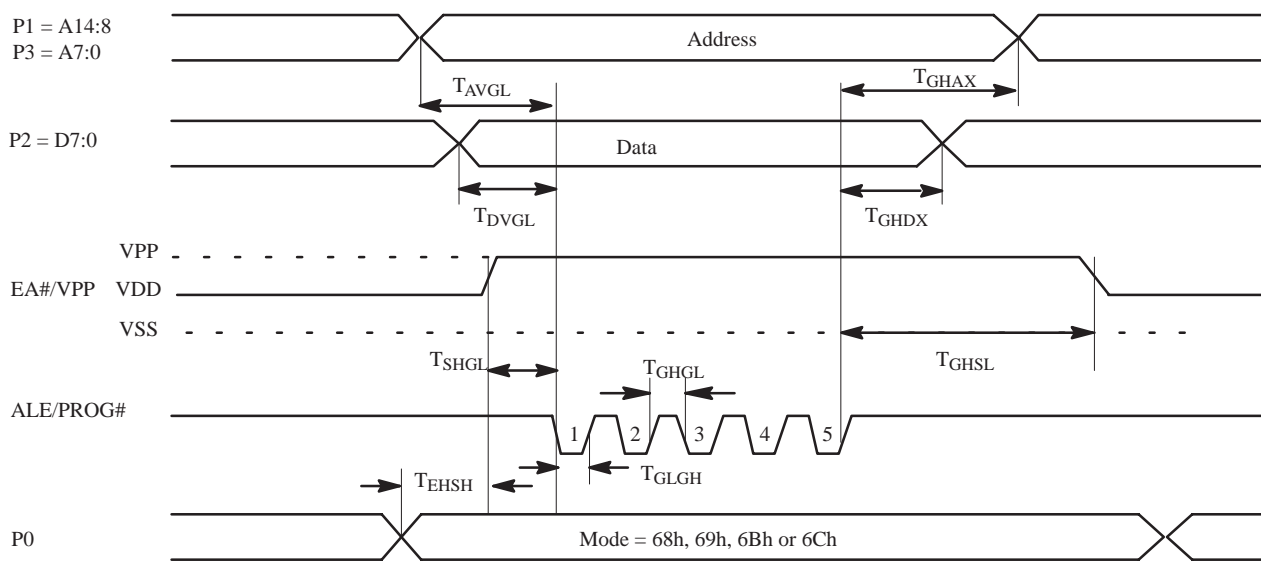 P1 = A14:8
P3 = A7:0
Address
TAVGL
TGHAX
P2 = D7:0
Data
TDVGL
TGHDX
VPP
EA#/VPP VDD
VSS
TSHGL
TGHGL
TGHSL
ALE/PROG#
1 2 3 4 5
TEHSH
TGLGH
P0
Mode = 68h, 69h, 6Bh or 6Ch